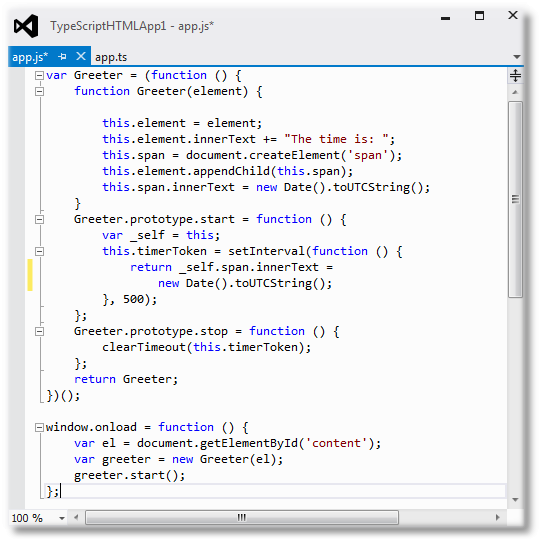 TypeScriptHTMLApp1 - app.js*
app.js* app.ts
var Greeter = (function () {
    function Greeter(element) {
        this.element = element;
        this.element.innerText += "The time is: ";
        this.span = document.createElement('span');
        this.element.appendChild(this.span);
        this.span.innerText = new Date().toUTCString();
    }
    Greeter.prototype.start = function () {
        var _self = this;
        this.timerToken = setInterval(function () {
            return _self.span.innerText =
                new Date().toUTCString();
        }, 500);
    };
    Greeter.prototype.stop = function () {
        clearTimeout(this.timerToken);
    };
    return Greeter;
})();
window.onload = function () {
    var el = document.getElementById('content');
    var greeter = new Greeter(el);
    greeter.start();
};
100 %